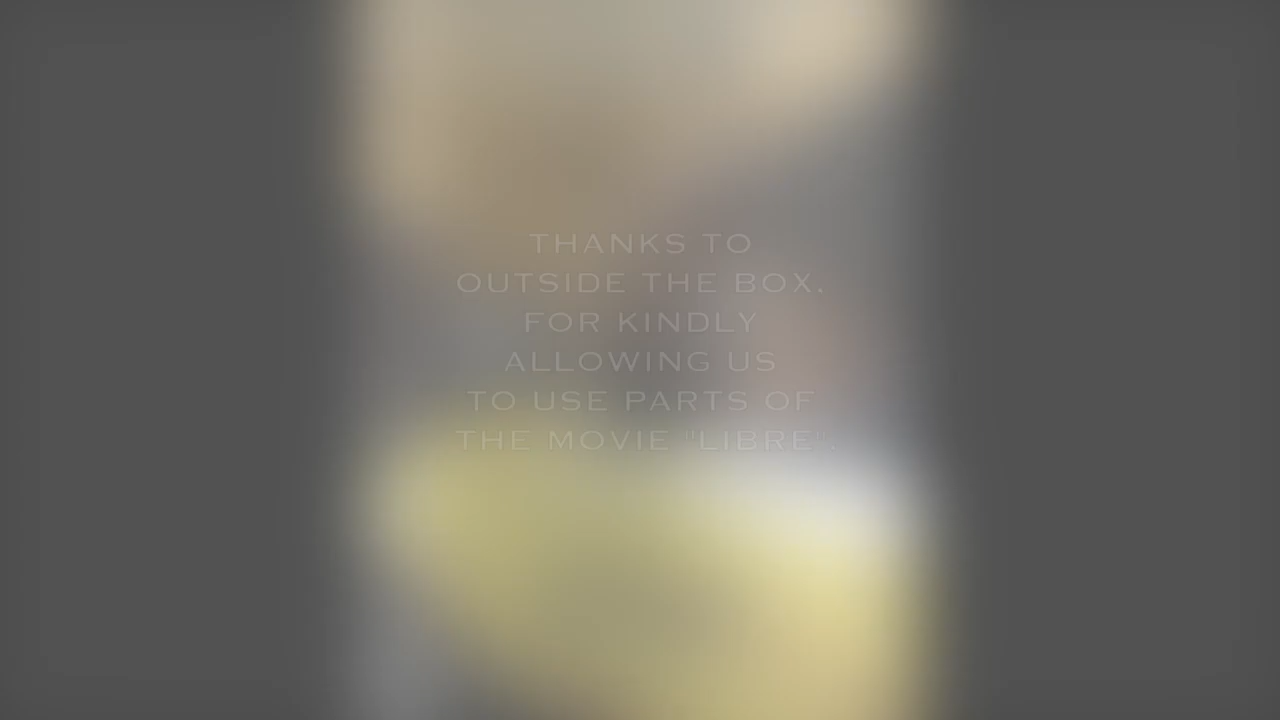 THANKS TO
OUTSIDE THE BOX,
FOR KINDLY
ALLOWING US
TO USE PARTS OF
THE MOVIE "LIBRE".